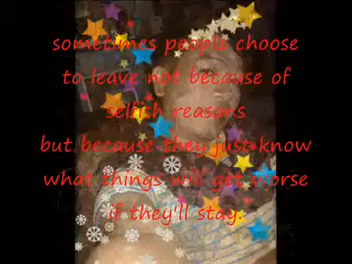 sometimes people choose
to leave not because of
selfish reasons
but because they just know
what things will get worse
if they'll stay.